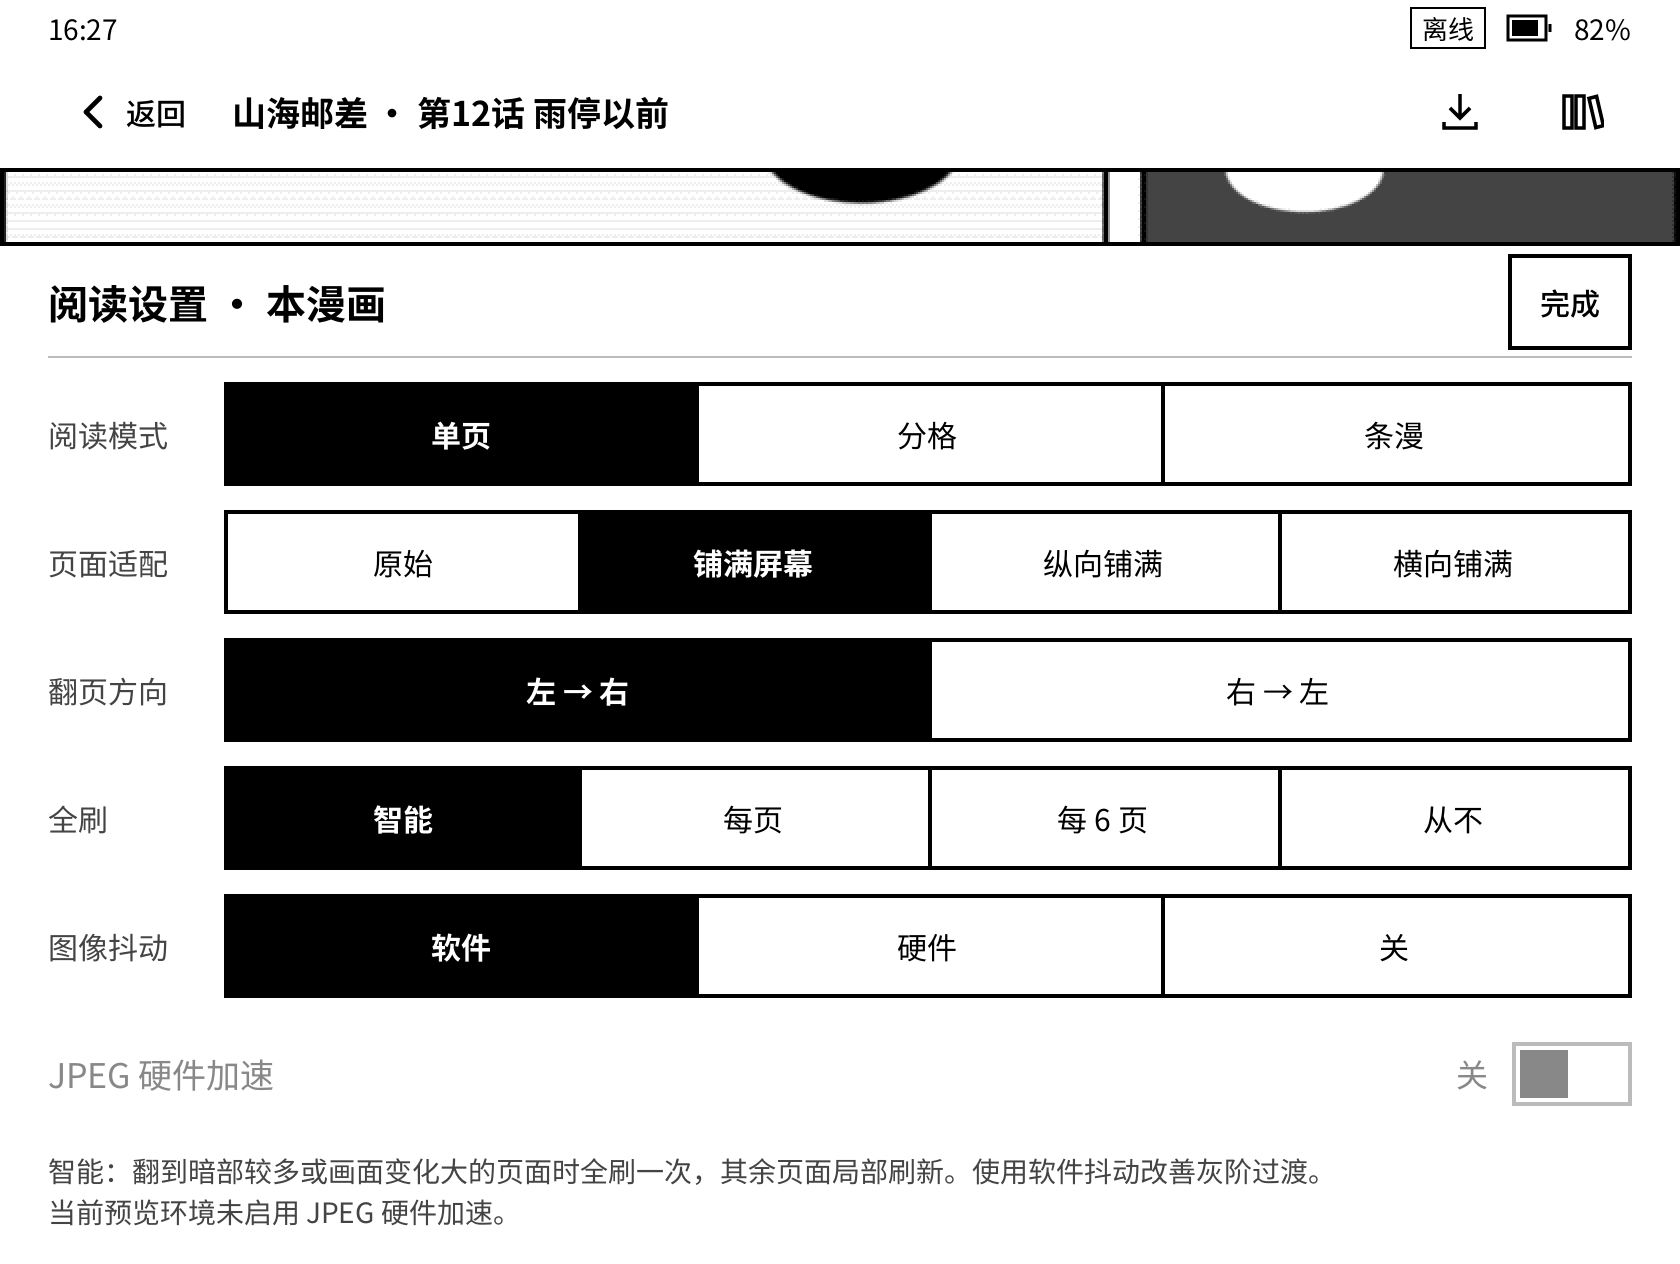 16:27 离线 82%
返回 山海邮差 · 第12话 雨停以前
阅读设置 · 本漫画 完成
阅读模式 单页 分格 条漫
页面适配 原始 铺满屏幕 纵向铺满 横向铺满
翻页方向 左→右 右→左
全刷 智能 每页 每 6 页 从不
图像抖动 软件 硬件 关
JPEG 硬件加速 关
智能：翻到暗部较多或画面变化大的页面时全刷一次，其余页面局部刷新。使用软件抖动改善灰阶过渡。
当前预览环境未启用 JPEG 硬件加速。